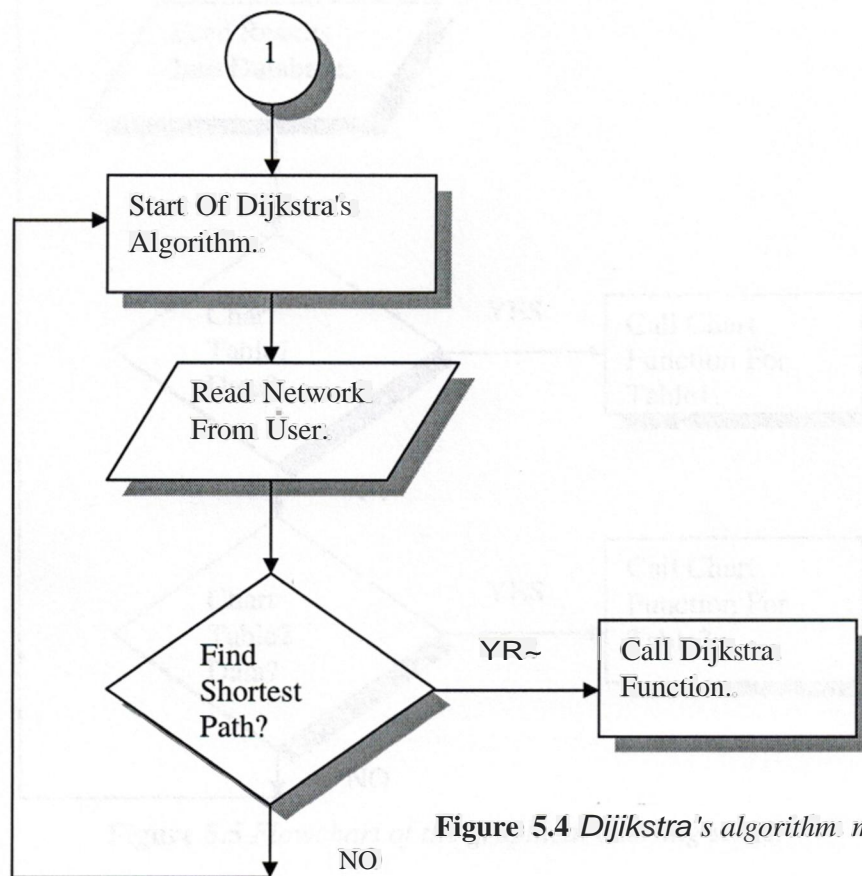 1
Start Of Dijkstra's
Algorithm.
Read Network
From User.
Find
Shortest
Path?
YR~
Call Dijkstra
Function.
Figure 5.4 Dijikstra's algorithm m
NO